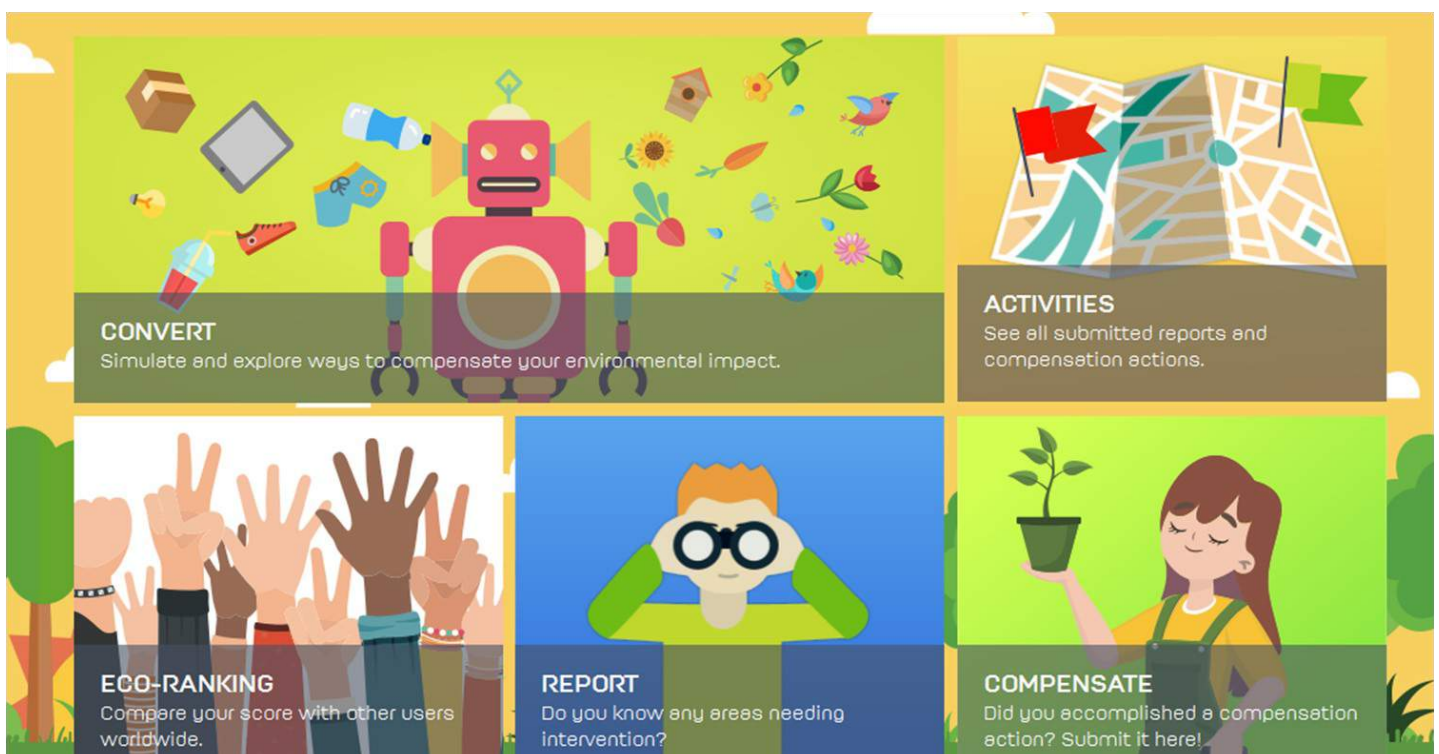 CONVERT
Simulate and explore ways to compensate your environmental impact.
ACTIVITIES
See all submitted reports and
compensation actions.
ECO-RANKING
Compare your score with other users
worldwide.
REPORT
Do you know any areas needing
intervention?
COMPENSATE
Did you accomplished a compensation
action? Submit it here!